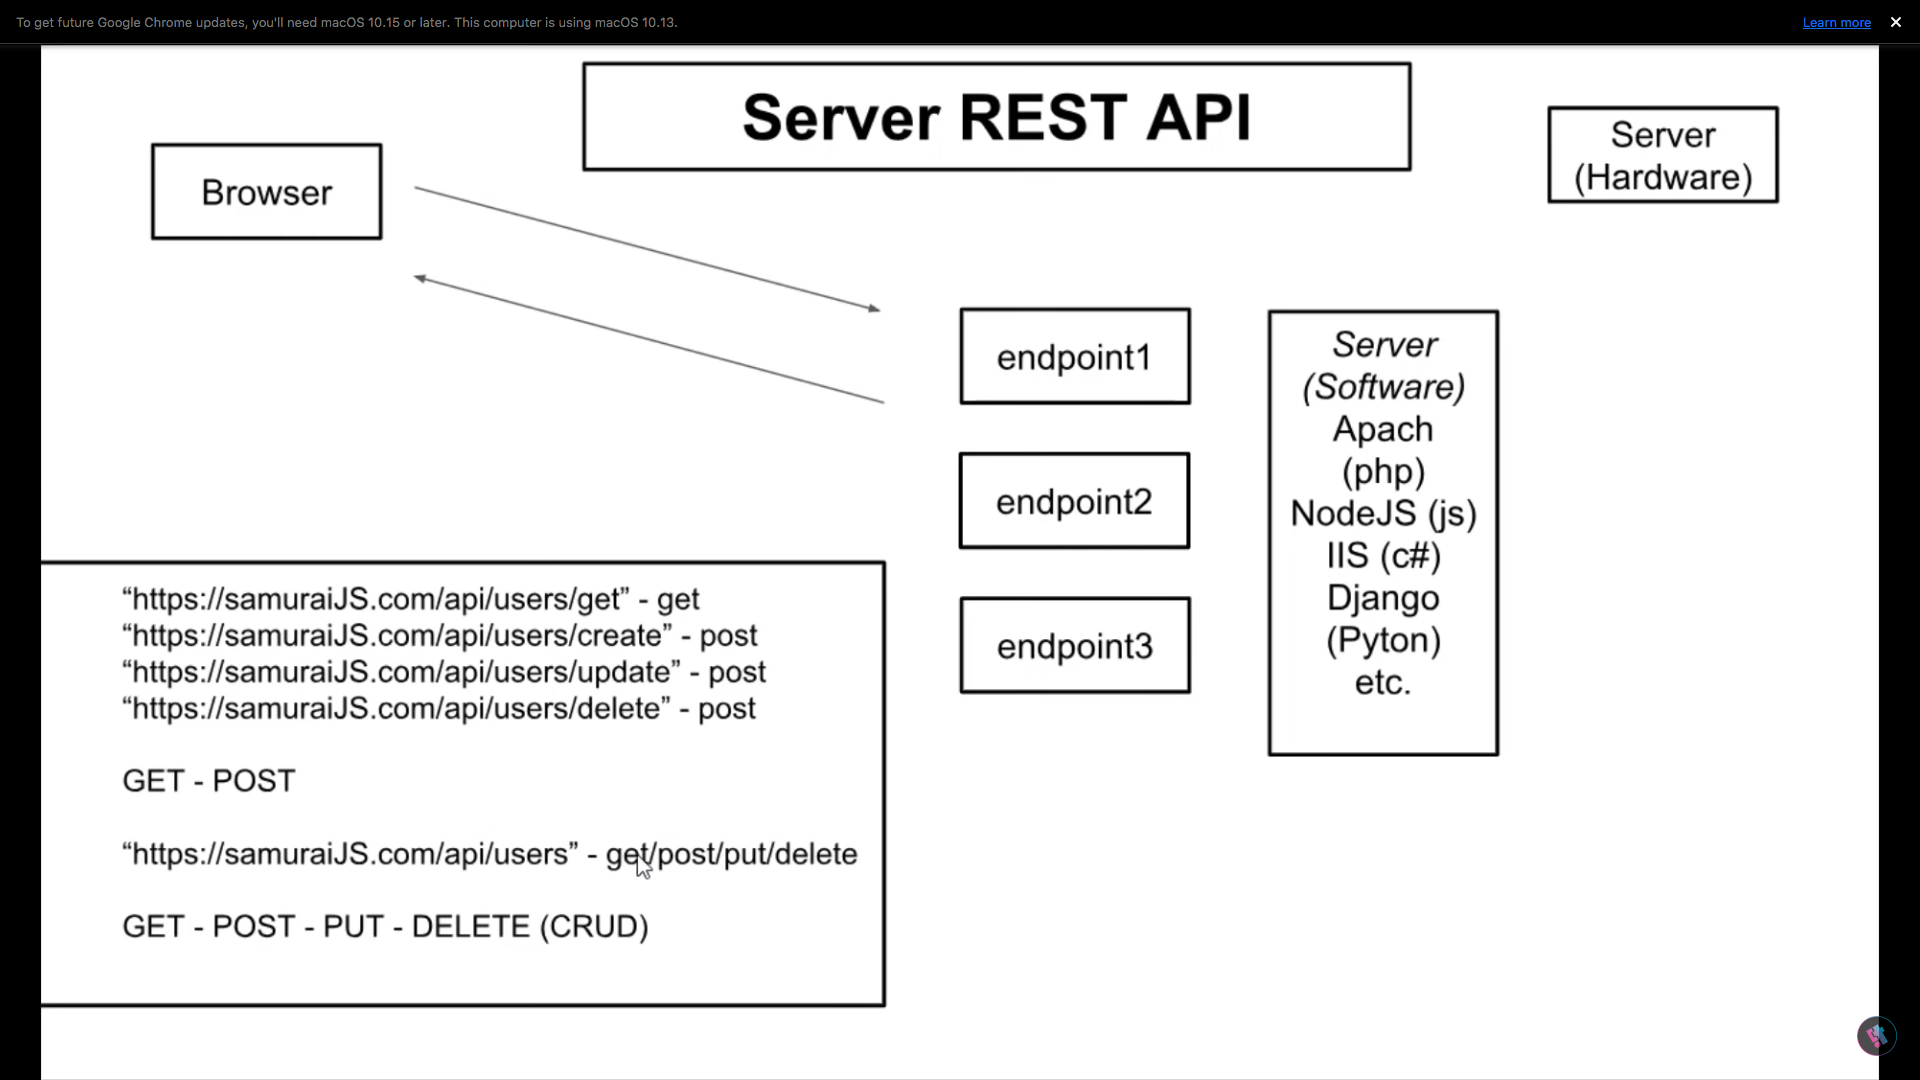 To get future Google Chrome updates, you'll need macOS 10.15 or later. This computer is using macOS 10.13.
Learn more
Server REST API
Server
(Hardware)
Browser
endpoint1
endpoint2
endpoint3
Server
(Software)
Apach
(php)
NodeJS (js)
IIS (c#)
Django
(Pyton)
etc.
“https://samuraiJS.com/api/users/get” - get
“https://samuraiJS.com/api/users/create” - post
“https://samuraiJS.com/api/users/update” - post
“https://samuraiJS.com/api/users/delete” - post
GET - POST
“https://samuraiJS.com/api/users” - get/post/put/delete
GET - POST - PUT - DELETE (CRUD)